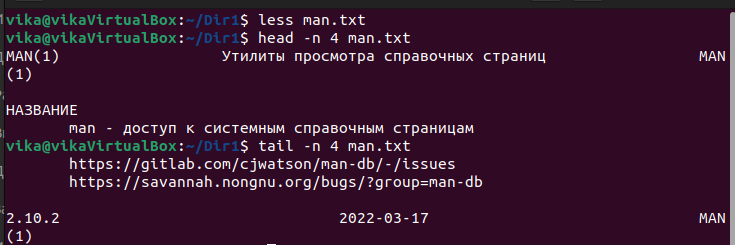 vika@vikaVirtualBox:~/Dir1$ less man.txt
vika@vikaVirtualBox:~/Dir1$ head -n 4 man.txt
MAN(1) Утилиты просмотра справочных страниц MAN
(1)
НАЗВАНИЕ
man - доступ к системным справочным страницам
vika@vikaVirtualBox:~/Dir1$ tail -n 4 man.txt
https://gitlab.com/cjwatson/man-db/-/issues
https://savannah.nongnu.org/bugs/?group=man-db
2.10.2 2022-03-17 MAN
(1)